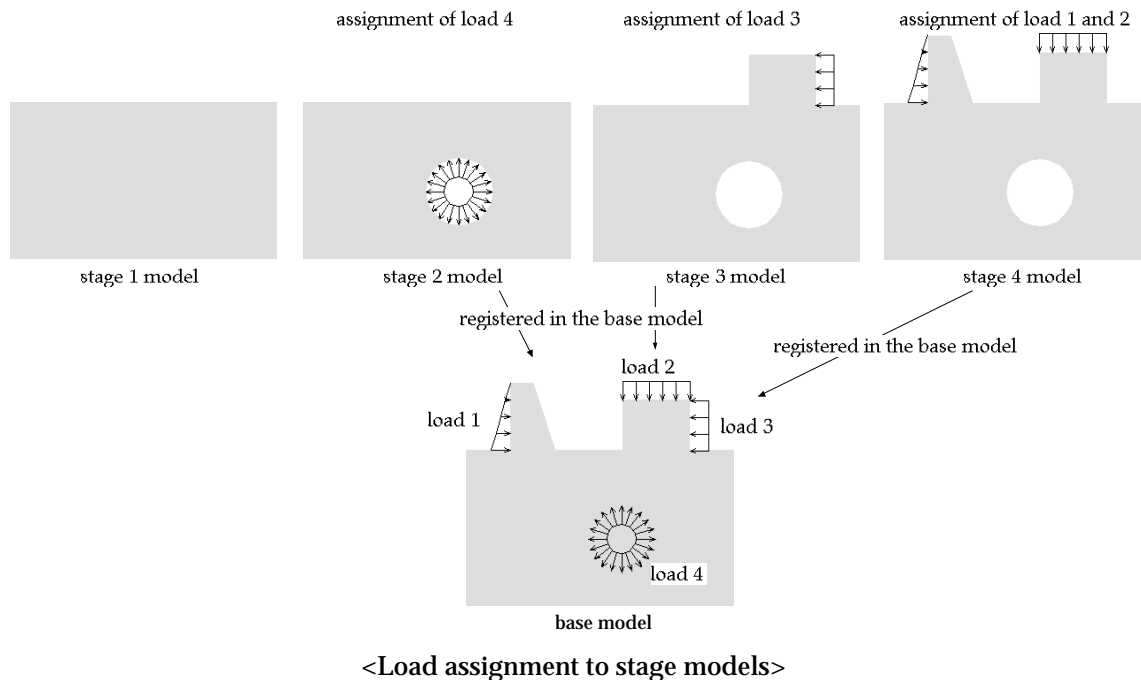 assignment of load 4
assignment of load 3
assignment of load 1 and 2
stage 1 model
stage 2 model
stage 3 model
stage 4 model
registered in the base model
registered in the base model
load 2
load 1
load 3
load 4
base model
<Load assignment to stage models>